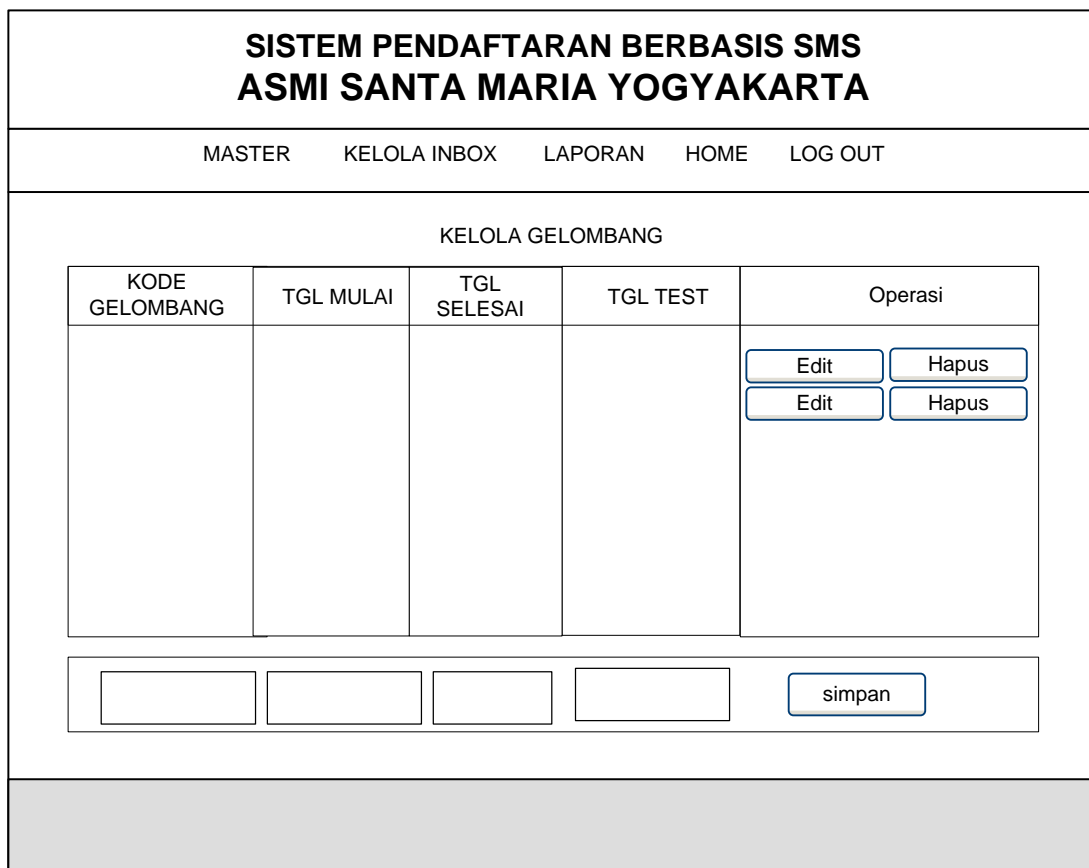 SISTEM PENDAFTARAN BERBASIS SMS
ASMI SANTA MARIA YOGYAKARTA
MASTER KELOLA INBOX LAPORAN HOME LOG OUT
KELOLA GELOMBANG
KODE
GELOMBANG
TGL MULAI
TGL
SELESAI
TGL TEST
Operasi
Edit Hapus
Edit Hapus
simpan